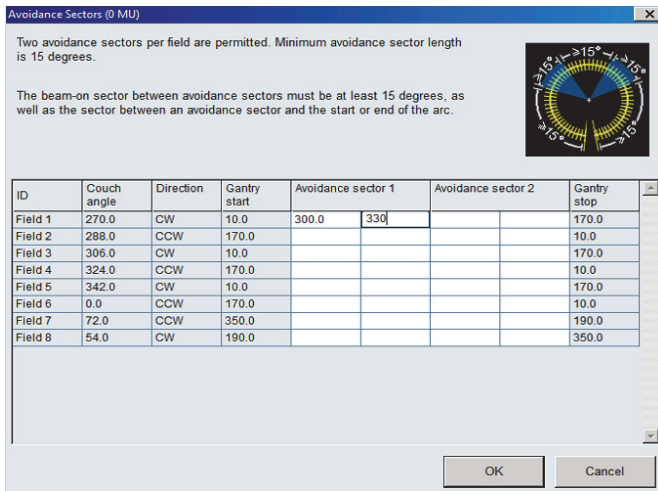 Avoidance Sectors (0 MU)
Two avoidance sectors per field are permitted. Minimum avoidance sector length
is 15 degrees.
The beam-on sector between avoidance sectors must be at least 15 degrees, as
well as the sector between an avoidance sector and the start or end of the arc.
≥15° ≥15° ≥15° ≥15° ≥15°
ID Couch angle Direction Gantry start Avoidance sector 1 Avoidance sector 2 Gantry stop
Field 1 270.0 CW 10.0 300.0 330 170.0
Field 2 288.0 CCW 170.0 10.0
Field 3 306.0 CW 10.0 170.0
Field 4 324.0 CCW 170.0 10.0
Field 5 342.0 CW 10.0 170.0
Field 6 0.0 CCW 170.0 10.0
Field 7 72.0 CCW 350.0 190.0
Field 8 54.0 CW 190.0 350.0
OK Cancel